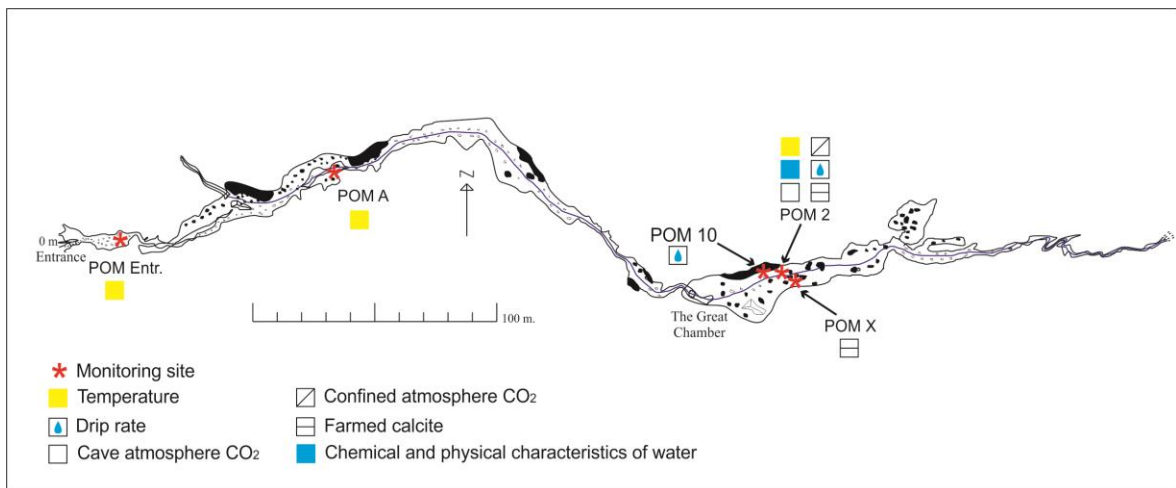 POM A
0 m
Entrance
POM Entr.
Z
100 m.
POM 10
POM 2
The Great
Chamber
POM X
Monitoring site
Temperature
Drip rate
Cave atmosphere CO₂
Confined atmosphere CO₂
Farmed calcite
Chemical and physical characteristics of water